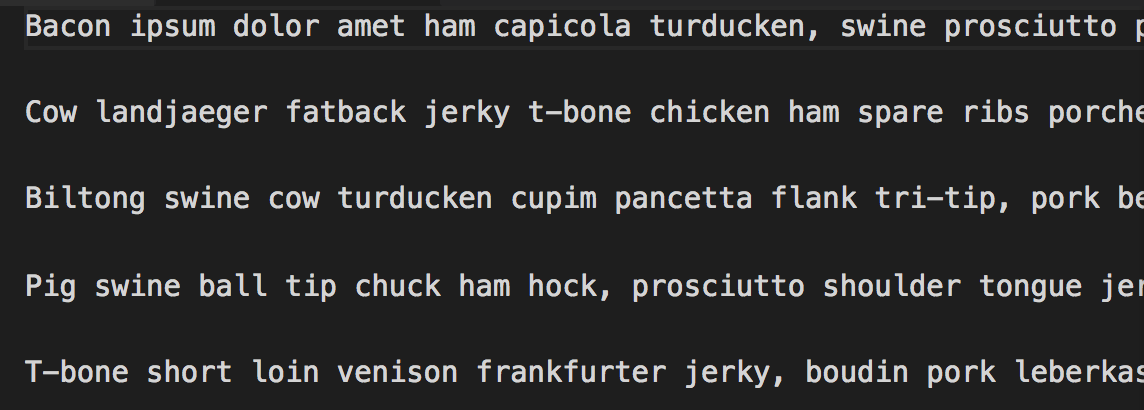 Bacon ipsum dolor amet ham capicola turducken, swine prosciutto p
Cow landjaeger fatback jerky t-bone chicken ham spare ribs porche
Biltong swine cow turducken cupim pancetta flank tri-tip, pork be
Pig swine ball tip chuck ham hock, prosciutto shoulder tongue jer
T-bone short loin venison frankfurter jerky, boudin pork leberkas